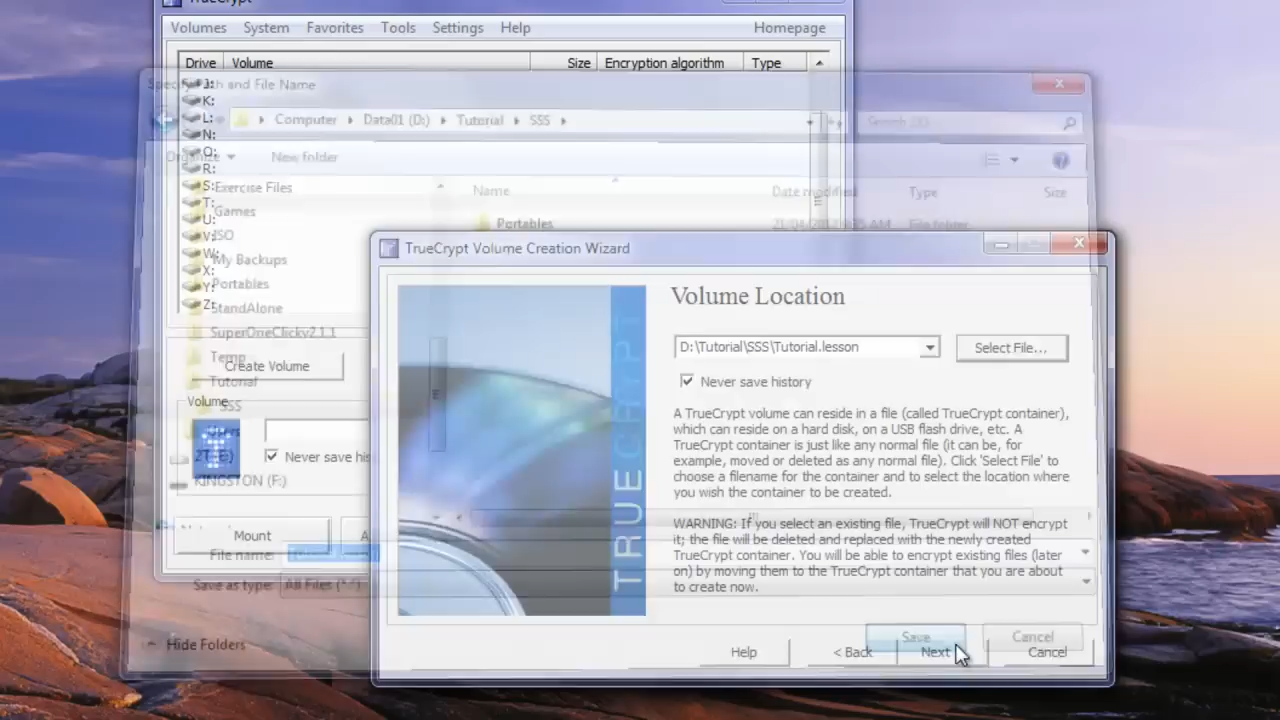 TrueCrypt
Volumes System Favorites Tools Settings Help Homepage
Drive Volume Size Encryption algorithm Type
Specify Path and File Name
J:
K:
L:
N:
Q:
R:
S:
T:
U:
V:
W:
X:
Y:
Z:
Computer Data01 (D:) Tutorial SSS
Organize New folder
Name Date modified Type Size
Portables File folder
Exercise Files
Games
ISO
My Backups
Portables
StandAlone
SuperOneClickv2.1.1
Temp
Tutorial
SSS
KINGSTON (F:)
Create Volume
Volume
Never save his
Mount
A
File name:
Save as type: All Files (*.*)
Hide Folders
Save Cancel
TrueCrypt Volume Creation Wizard
TRUECRYPT
Volume Location
D:\Tutorial\SSS\Tutorial.lesson Select File...
Never save history
A TrueCrypt volume can reside in a file (called TrueCrypt container),
which can reside on a hard disk, on a USB flash drive, etc. A
TrueCrypt container is just like any normal file (it can be, for
example, moved or deleted as any normal file). Click 'Select File' to
choose a filename for the container and to select the location where
you wish the container to be created.
WARNING: If you select an existing file, TrueCrypt will NOT encrypt
it; the file will be deleted and replaced with the newly created
TrueCrypt container. You will be able to encrypt existing files (later
on) by moving them to the TrueCrypt container that you are about
to create now.
Help < Back Next Cancel